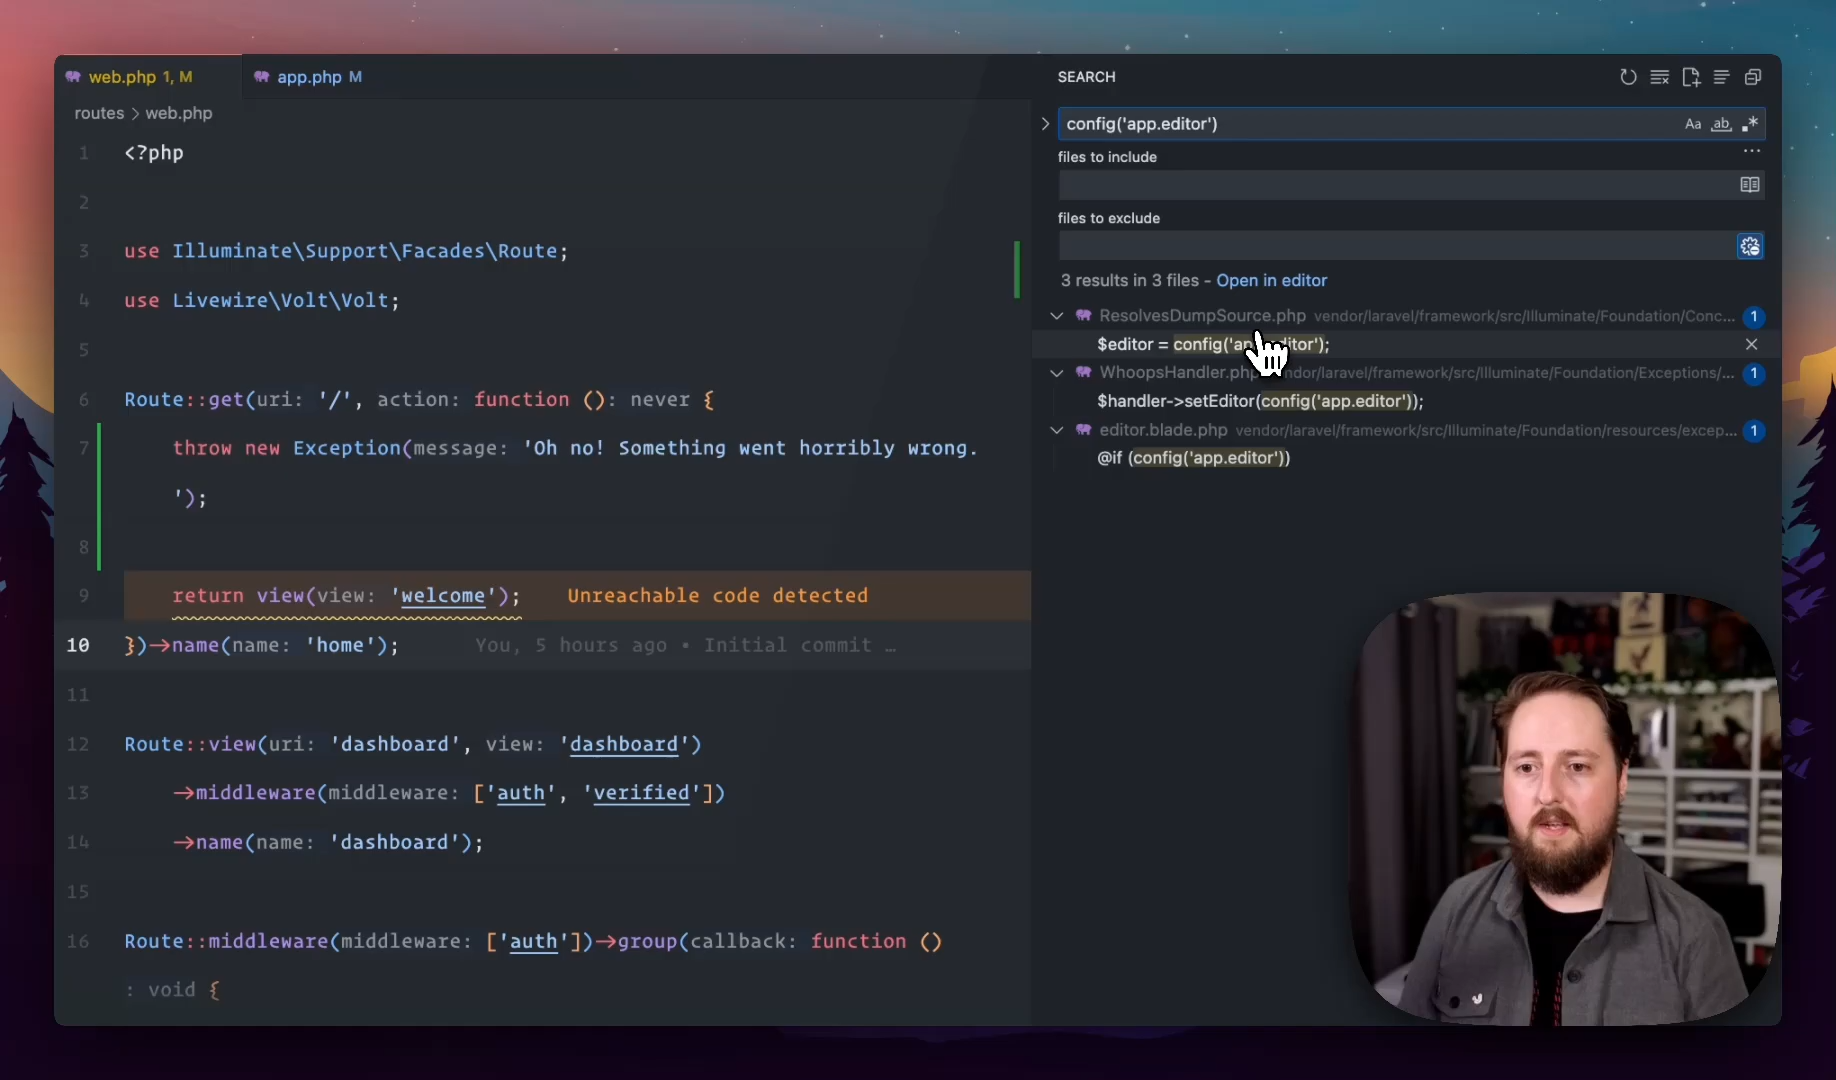 web.php 1, M
app.php M
routes > web.php
1 <?php
2
3 use Illuminate\Support\Facades\Route;
4 use Livewire\Volt\Volt;
5
6 Route::get(uri: '/', action: function (): never {
7 throw new Exception(message: 'Oh no! Something went horribly wrong.
');
8
9 return view(view: 'welcome'); Unreachable code detected
10 })->name(name: 'home'); You, 5 hours ago • Initial commit …
11
12 Route::view(uri: 'dashboard', view: 'dashboard')
13 ->middleware(middleware: ['auth', 'verified'])
14 ->name(name: 'dashboard');
15
16 Route::middleware(middleware: ['auth'])->group(callback: function ()
: void {
SEARCH
config('app.editor')
Aa ab .*
files to include
files to exclude
3 results in 3 files - Open in editor
ResolvesDumpSource.php vendor/laravel/framework/src/Illuminate/Foundation/Conc... 1
$editor = config('app.editor');
WhoopsHandler.php vendor/laravel/framework/src/Illuminate/Foundation/Exceptions/... 1
$handler->setEditor(config('app.editor'));
editor.blade.php vendor/laravel/framework/src/Illuminate/Foundation/resources/excep... 1
@if (config('app.editor'))